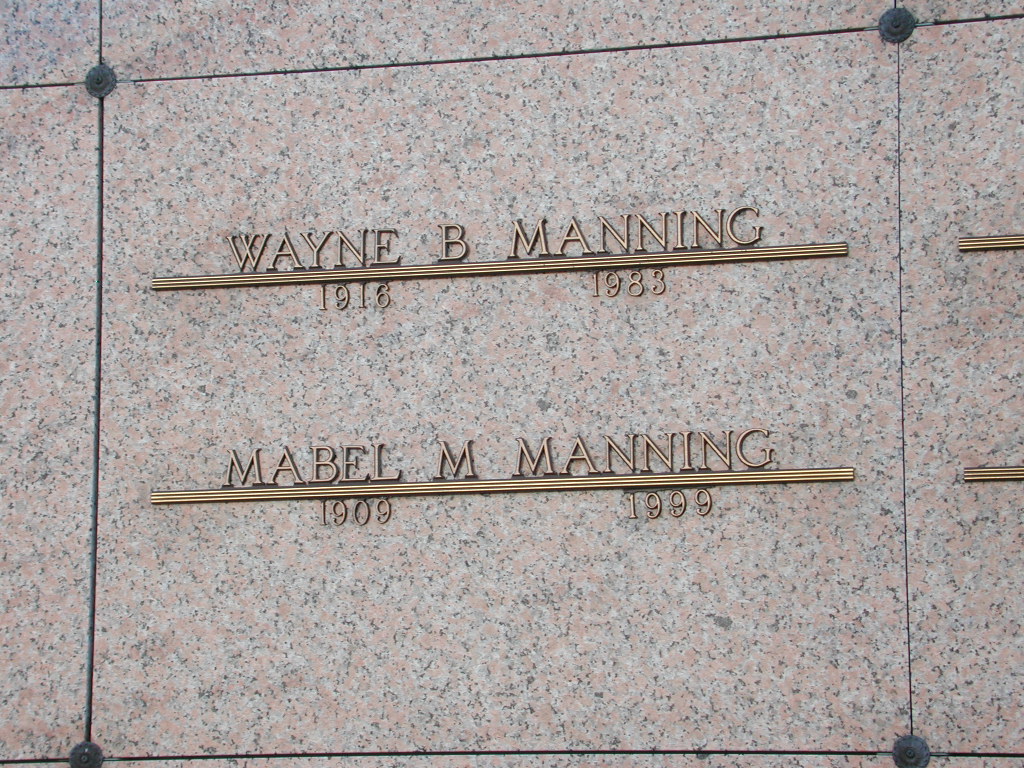 WAYNE B MANNING
1916 1983
MABEL M MANNING
1909 1999